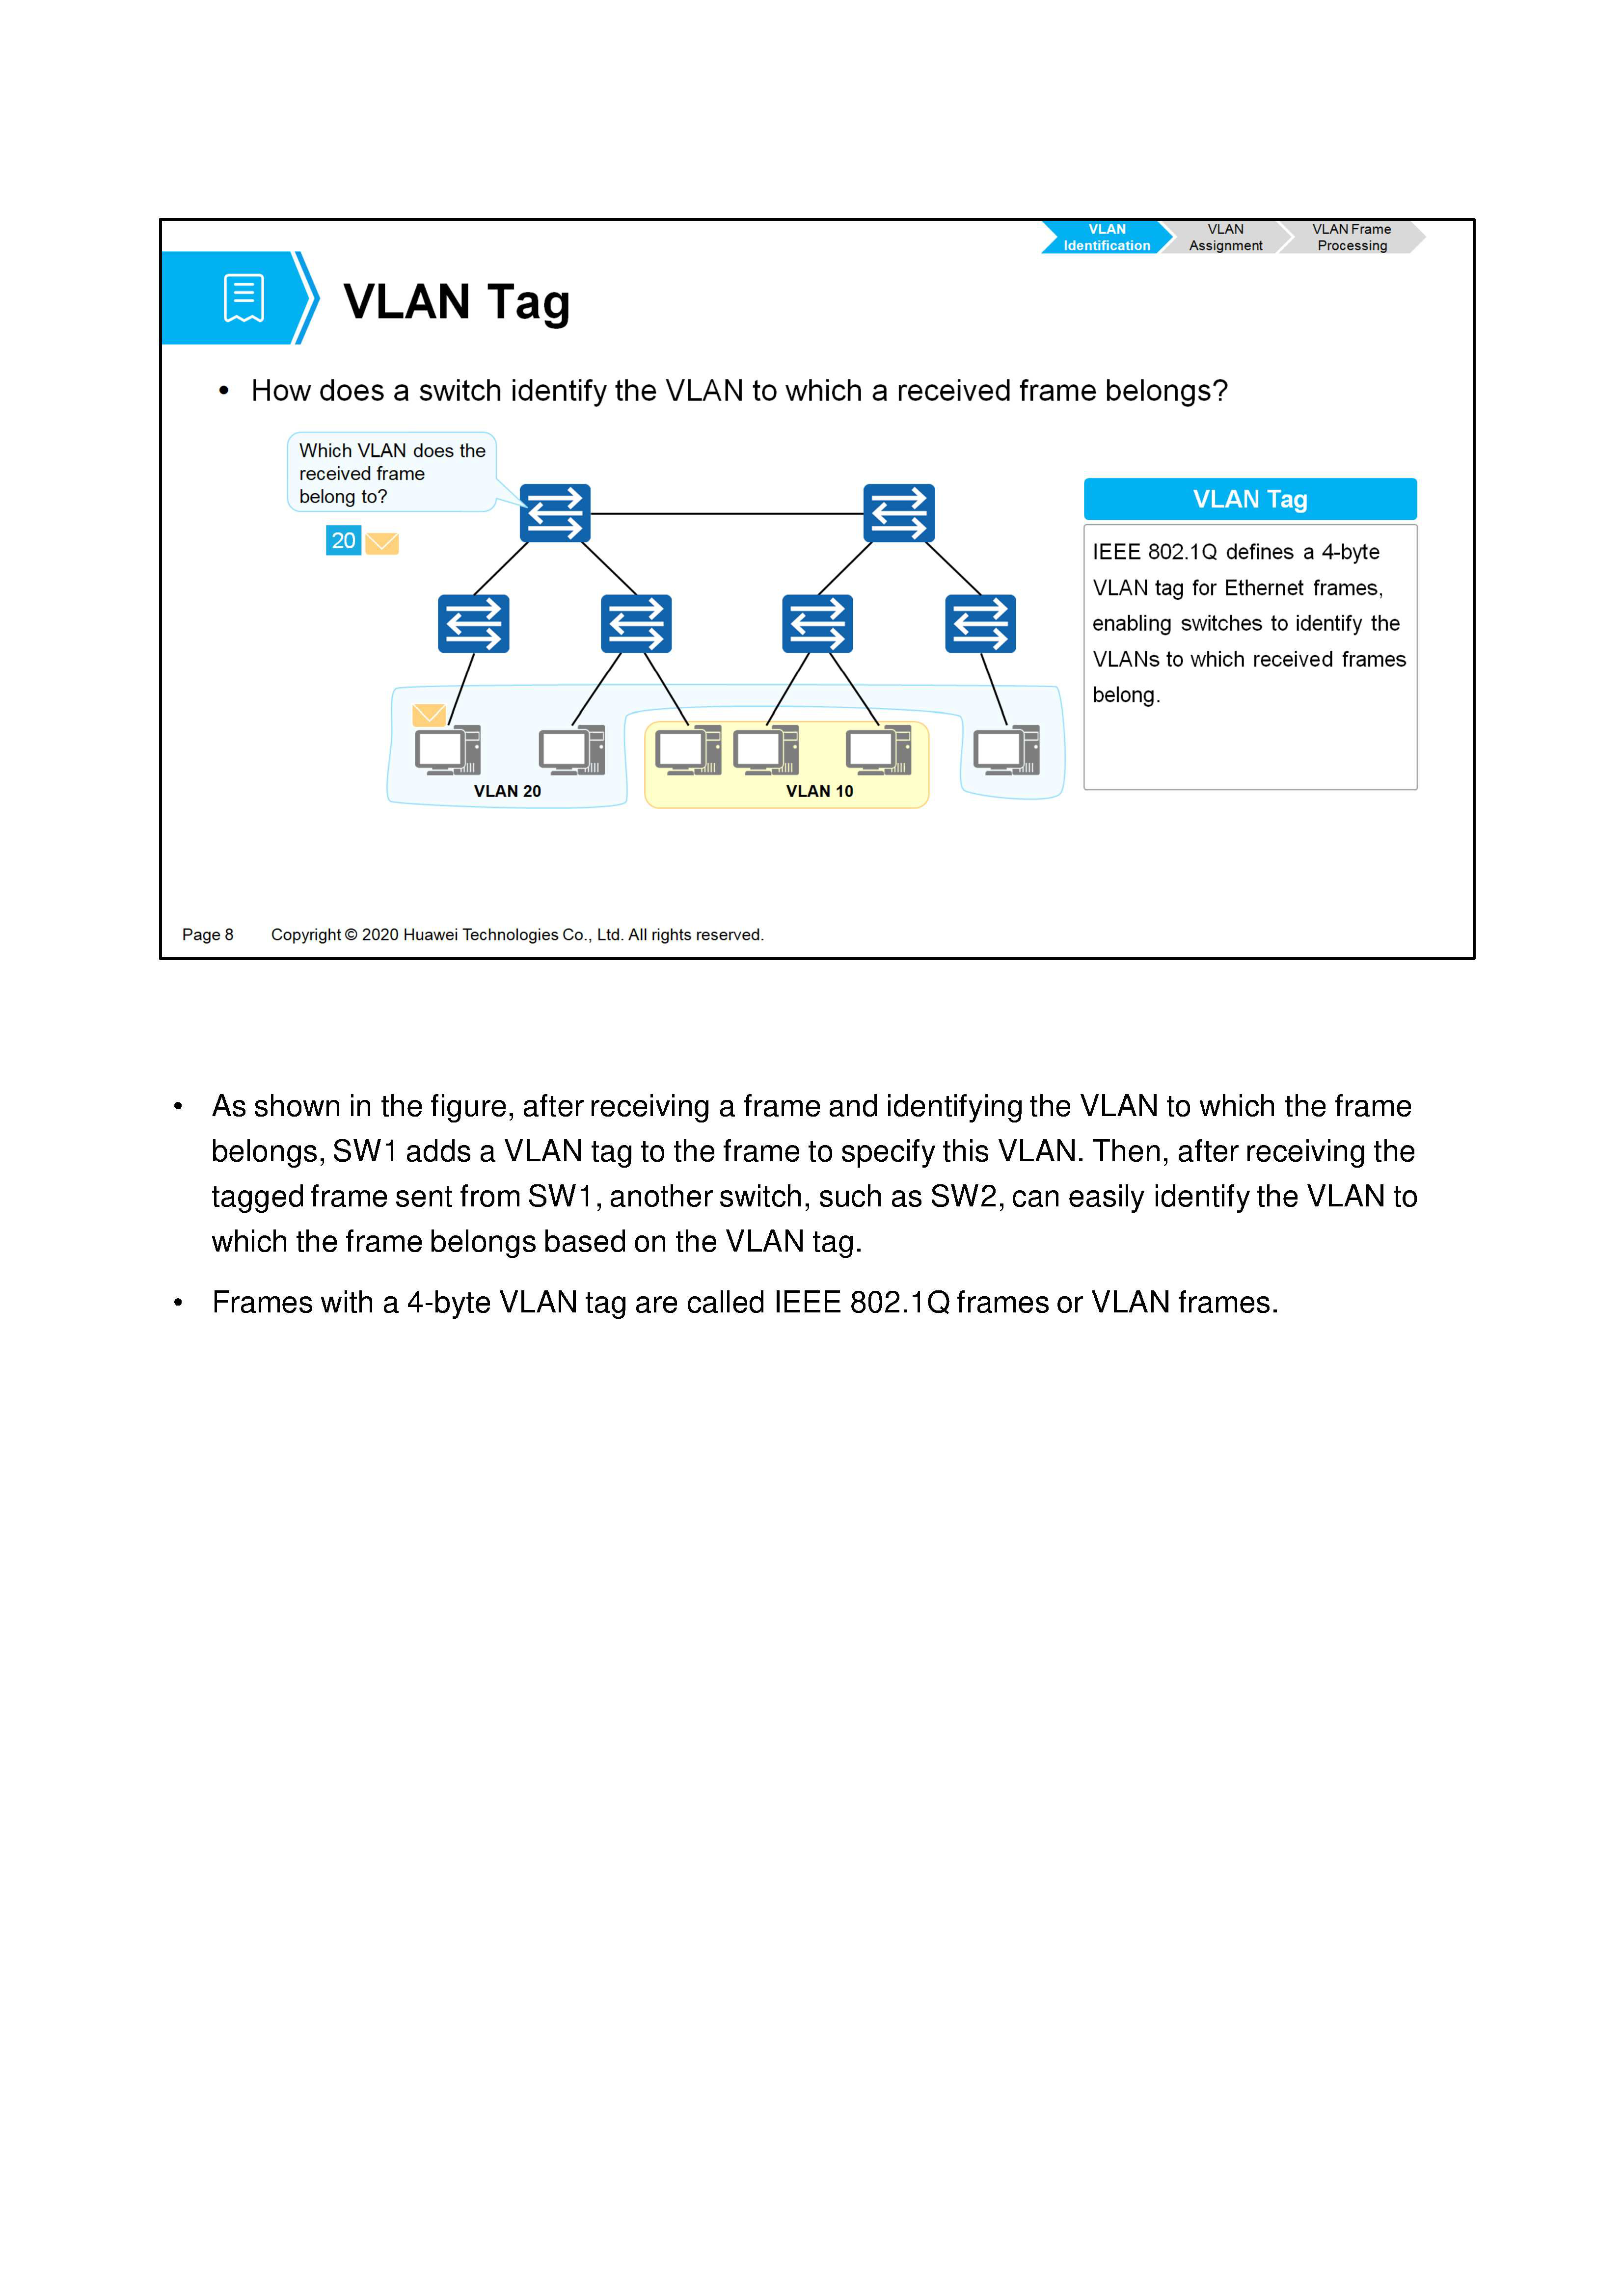 VLAN
Identification
VLAN
Assignment
VLAN Frame
Processing
VLAN Tag
• How does a switch identify the VLAN to which a received frame belongs?
Which VLAN does the
received frame
belong to?
20
VLAN 20
VLAN 10
VLAN Tag
IEEE 802.1Q defines a 4-byte
VLAN tag for Ethernet frames,
enabling switches to identify the
VLANs to which received frames
belong.
Page 8 Copyright © 2020 Huawei Technologies Co., Ltd. All rights reserved.
• As shown in the figure, after receiving a frame and identifying the VLAN to which the frame
belongs, SW1 adds a VLAN tag to the frame to specify this VLAN. Then, after receiving the
tagged frame sent from SW1, another switch, such as SW2, can easily identify the VLAN to
which the frame belongs based on the VLAN tag.
• Frames with a 4-byte VLAN tag are called IEEE 802.1Q frames or VLAN frames.